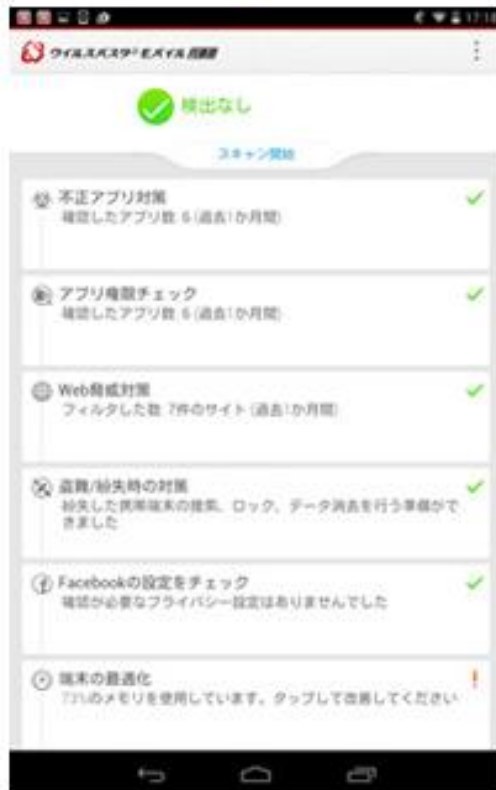 17:18
ウイルスバスター モバイル 月額版
検出なし
スキャン開始
不正アプリ対策
確認したアプリ数: 6 (過去1か月間)
アプリ権限チェック
確認したアプリ数: 6 (過去1か月間)
Web脅威対策
フィルタした数: 7件のサイト (過去1か月間)
盗難/紛失時の対策
紛失した携帯端末の捜索、ロック、データ消去を行う準備がで
きました
Facebookの設定をチェック
確認が必要なプライバシー設定はありませんでした
端末の最適化
73%のメモリを使用しています。タップして改善してください